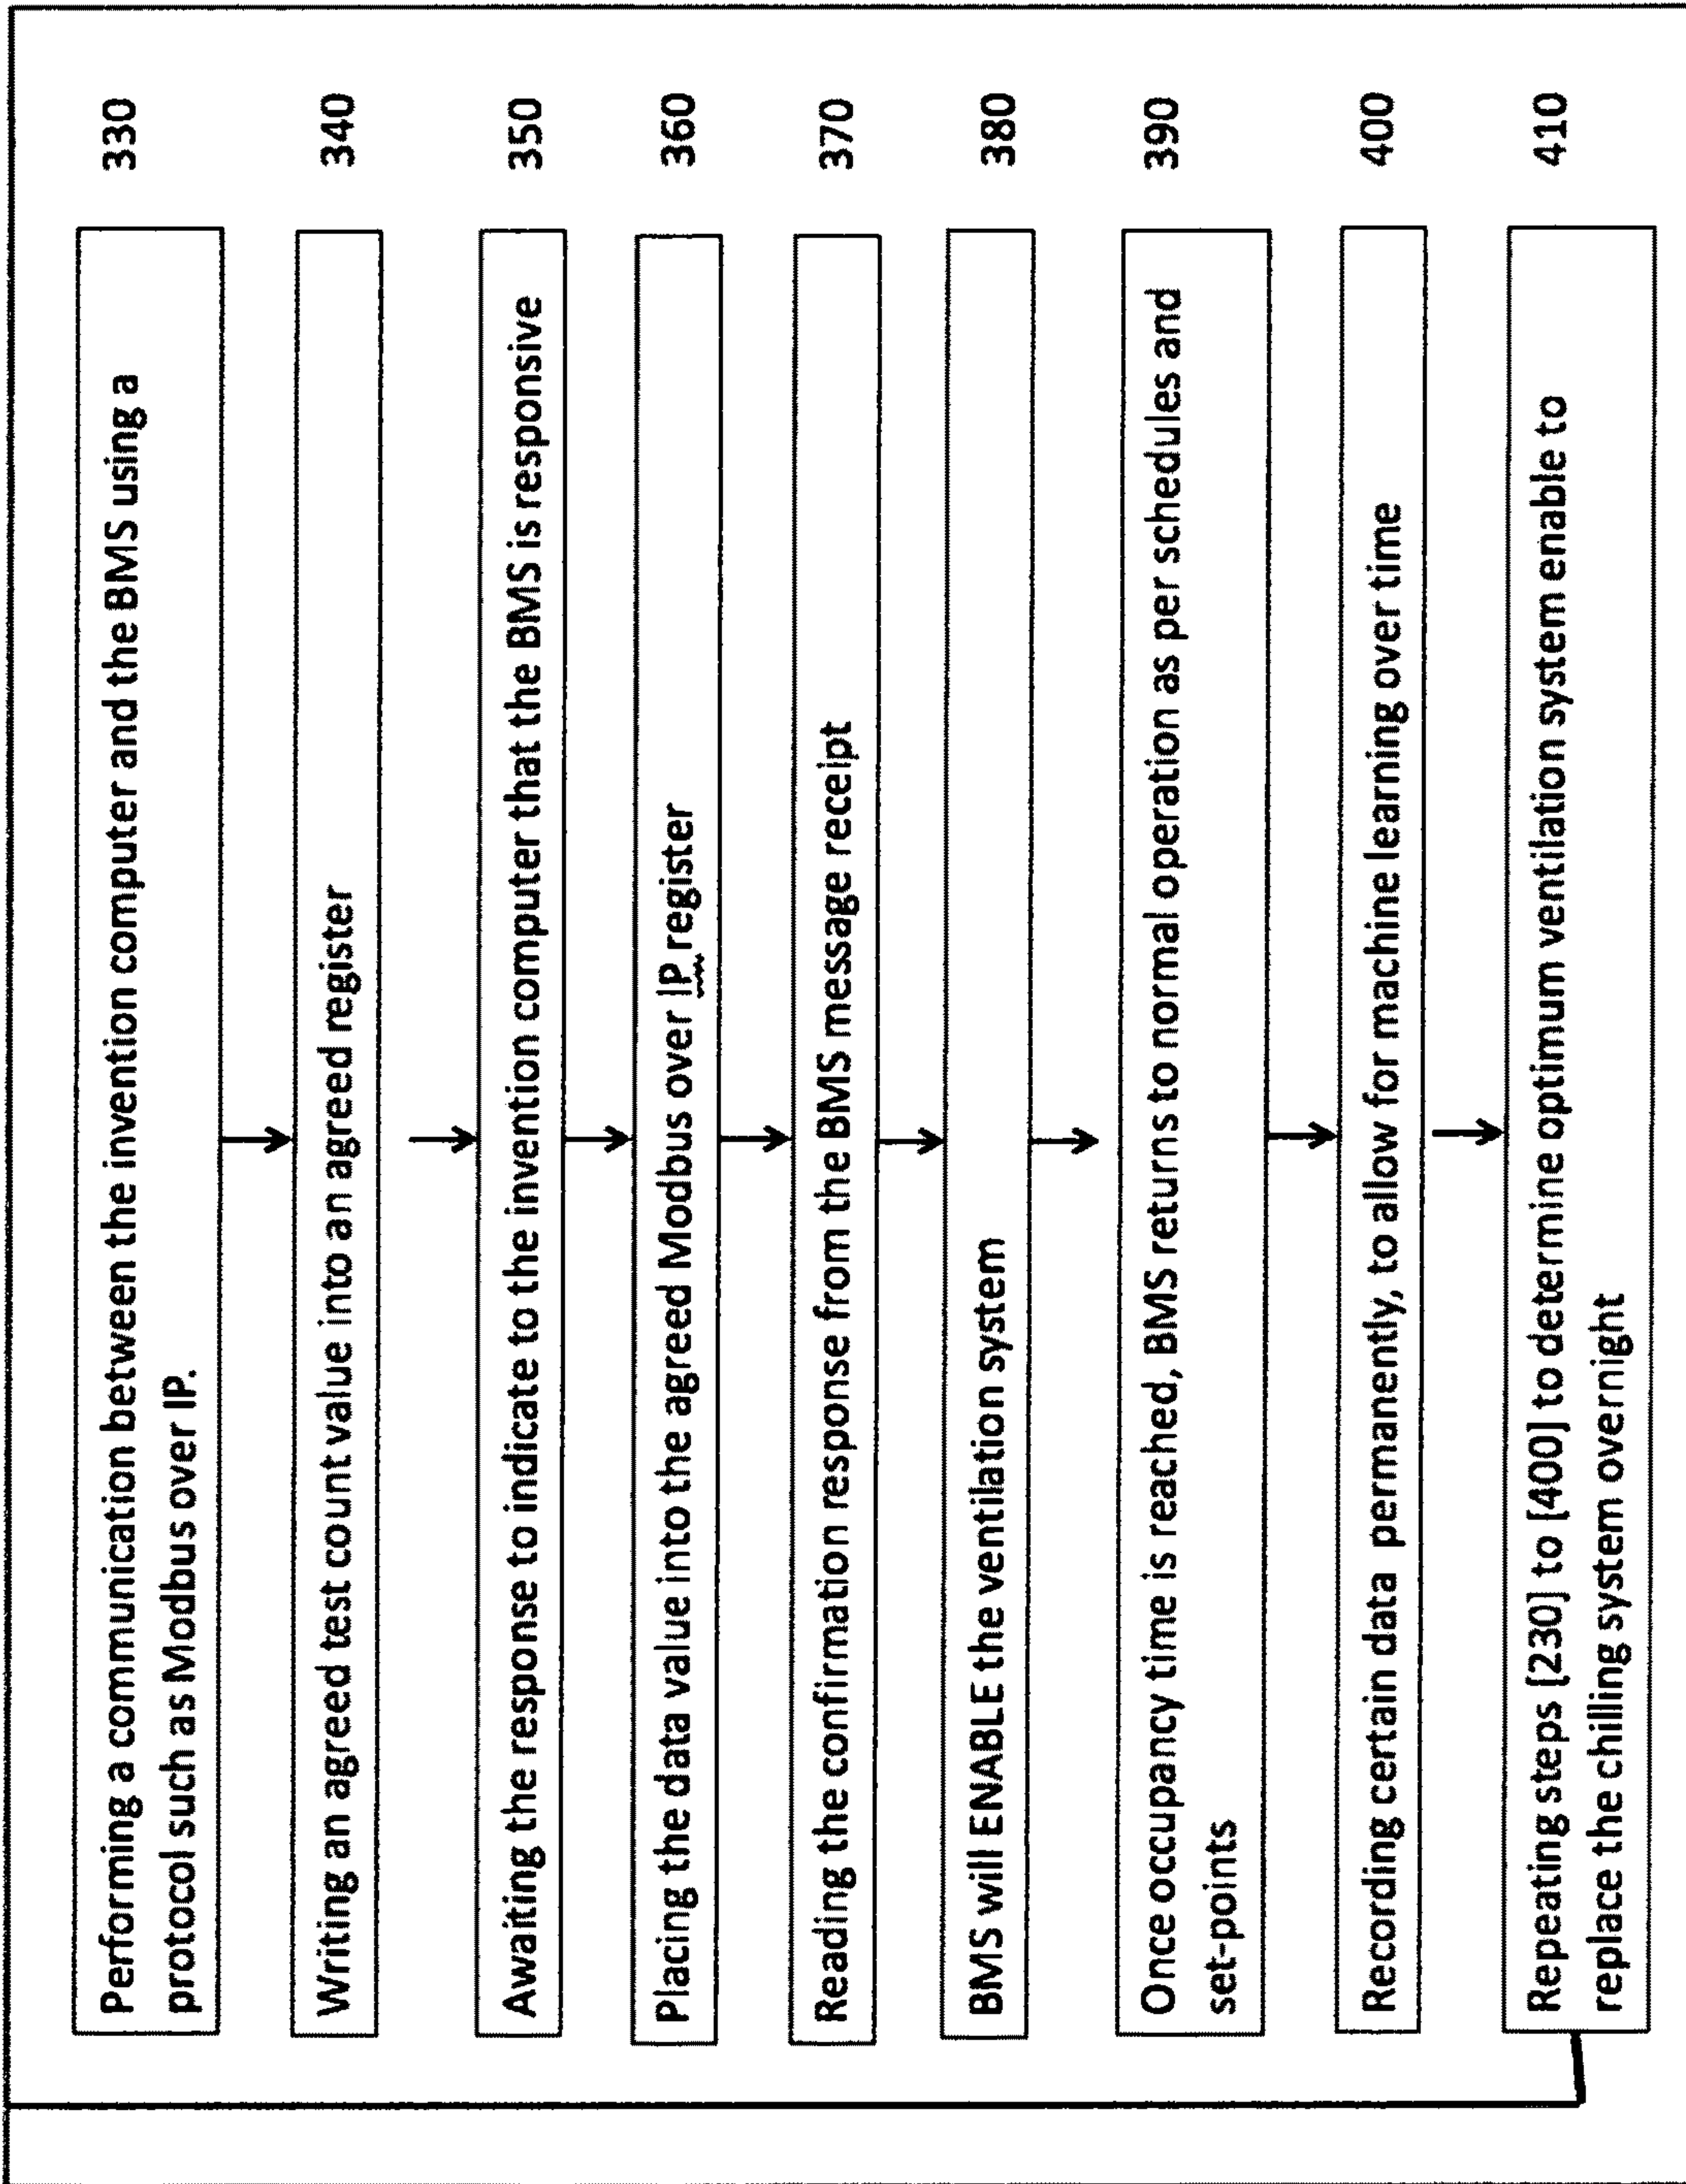 Performing a communication between the invention computer and the BMS using a
protocol such as Modbus over IP.
330
Writing an agreed test count value into an agreed register
340
Awaiting the response to indicate to the invention computer that the BMS is responsive
350
Placing the data value into the agreed Modbus over IP register
360
Reading the confirmation response from the BMS message receipt
370
BMS will ENABLE the ventilation system
380
Once occupancy time is reached, BMS returns to normal operation as per schedules and
set-points
390
Recording certain data permanently, to allow for machine learning over time
400
Repeating steps [230] to [400] to determine optimum ventilation system enable to
replace the chilling system overnight
410